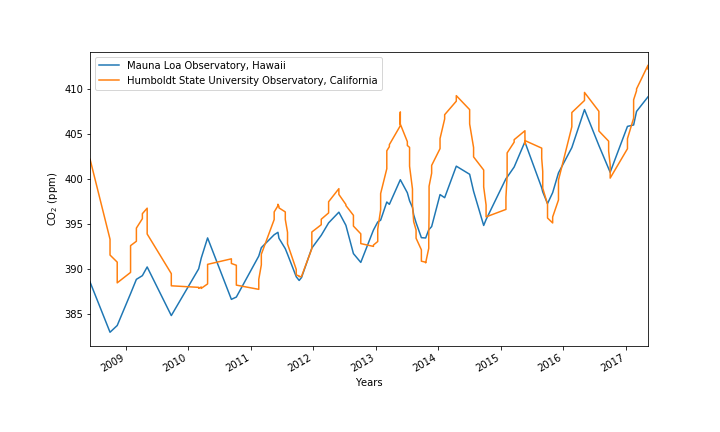 Mauna Loa Observatory, Hawaii
Humboldt State University Observatory, California
410
405
400
395
390
385
CO₂ (ppm)
2009 2010 2011 2012 2013 2014 2015 2016 2017
Years